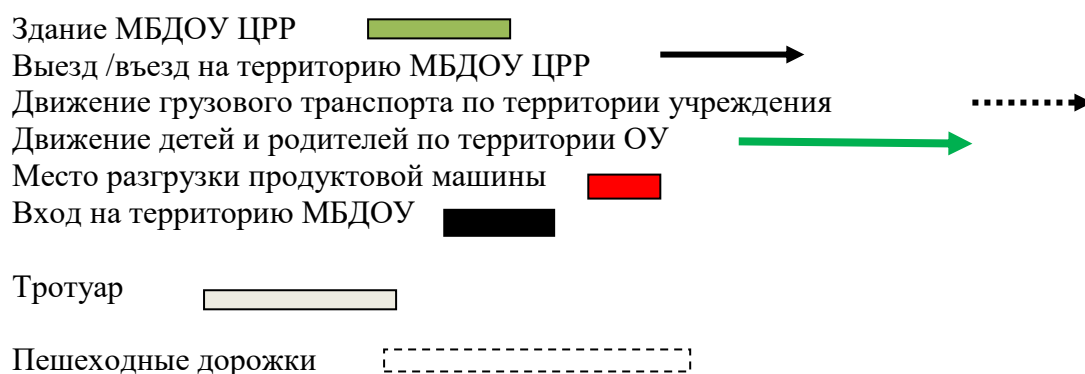 Здание МБДОУ ЦРР
Выезд /въезд на территорию МБДОУ ЦРР
Движение грузового транспорта по территории учреждения
Движение детей и родителей по территории ОУ
Место разгрузки продуктовой машины
Вход на территорию МБДОУ
Тротуар
Пешеходные дорожки